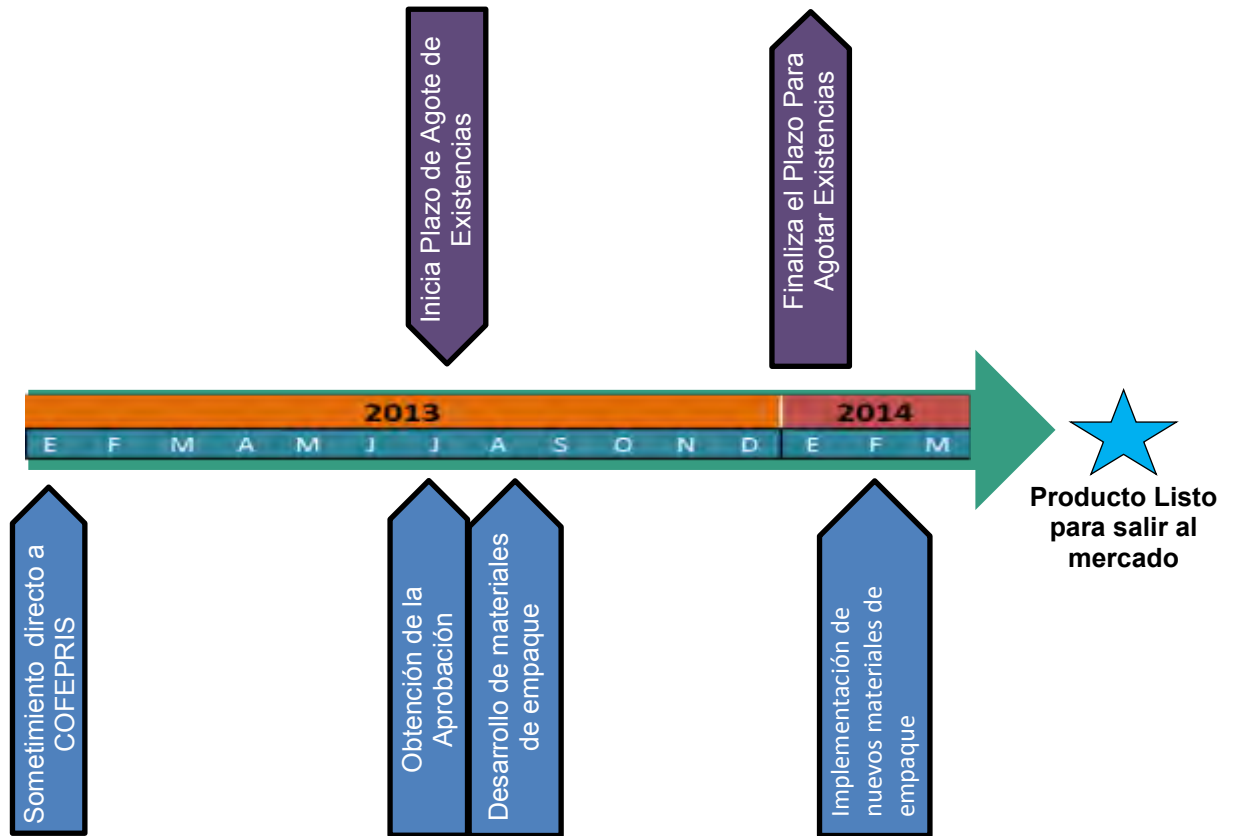 Inicia Plazo de Agote de
Existencias
Finaliza el Plazo Para
Agotar Existencias
2013 2014
E F M A M J J A S O N D E F M
Producto Listo
para salir al
mercado
Sometimiento directo a
COFEPRIS
Obtención de la
Aprobación
Desarrollo de materiales
de empaque
Implementación de
nuevos materiales de
empaque